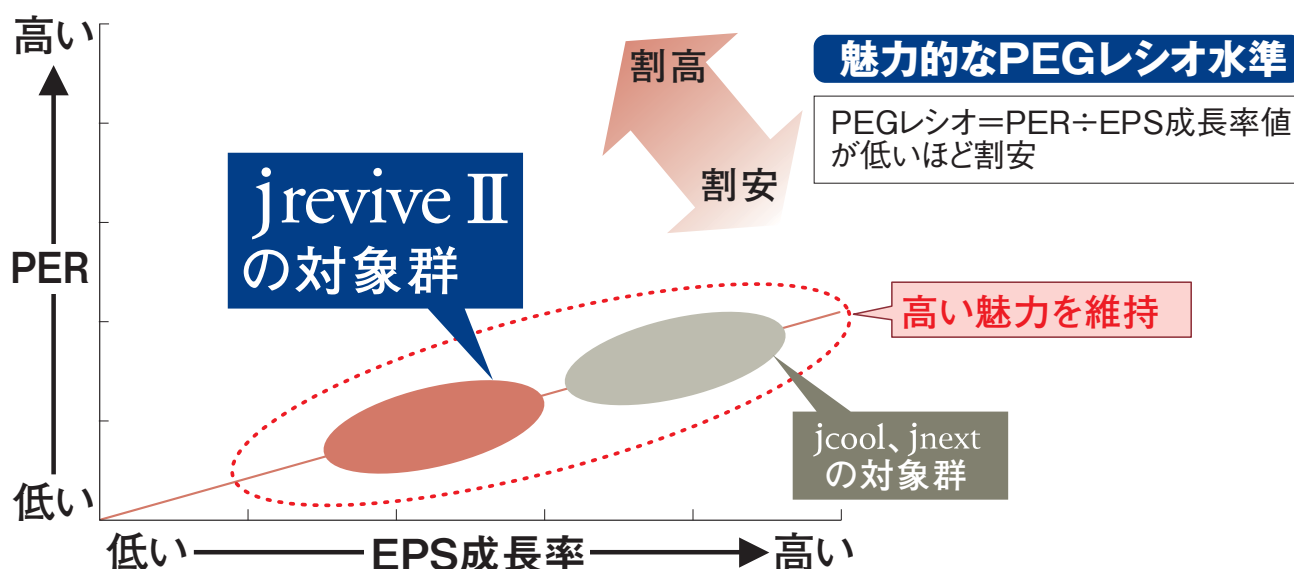 高い
PER
低い
低い
EPS成長率
高い
割高
割安
魅力的なPEGレシオ水準
PEGレシオ＝PER÷EPS成長率値
が低いほど割安
jrevive Ⅱ
の対象群
高い魅力を維持
jcool、jnext
の対象群